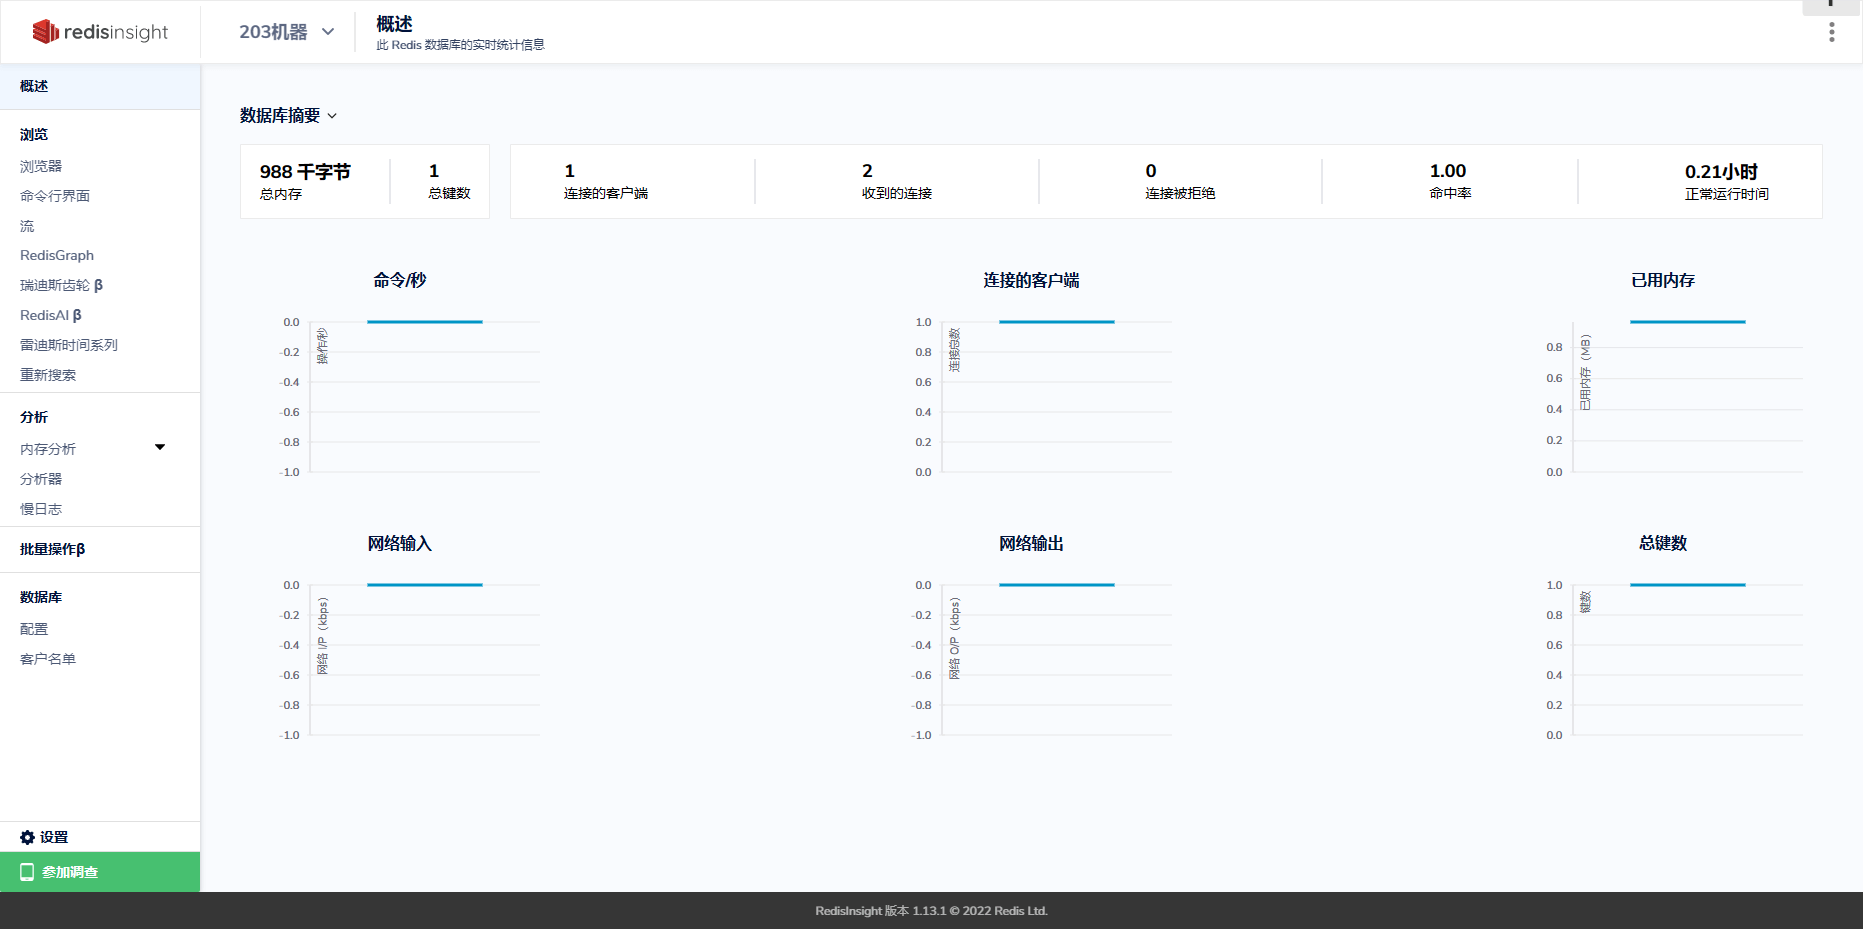 redisinsight
203机器
概述
此 Redis 数据库的实时统计信息
概述
浏览
浏览器
命令行界面
流
RedisGraph
瑞迪斯齿轮 β
RedisAI β
雷迪斯时间系列
重新搜索
分析
内存分析
分析器
慢日志
批量操作β
数据库
配置
客户名单
设置
参加调查
数据库摘要
988 千字节
总内存
1
总键数
1
连接的客户端
2
收到的连接
0
连接被拒绝
1.00
命中率
0.21小时
正常运行时间
命令/秒
0.0
-0.2
-0.4
-0.6
-0.8
-1.0
操作/秒
连接的客户端
1.0
0.8
0.6
0.4
0.2
0.0
连接总数
已用内存
0.8
0.6
0.4
0.2
0.0
已用内存（MB）
网络输入
0.0
-0.2
-0.4
-0.6
-0.8
-1.0
网络 I/P（kbps）
网络输出
0.0
-0.2
-0.4
-0.6
-0.8
-1.0
网络 O/P（kbps）
总键数
1.0
0.8
0.6
0.4
0.2
0.0
键数
RedisInsight 版本 1.13.1 © 2022 Redis Ltd.